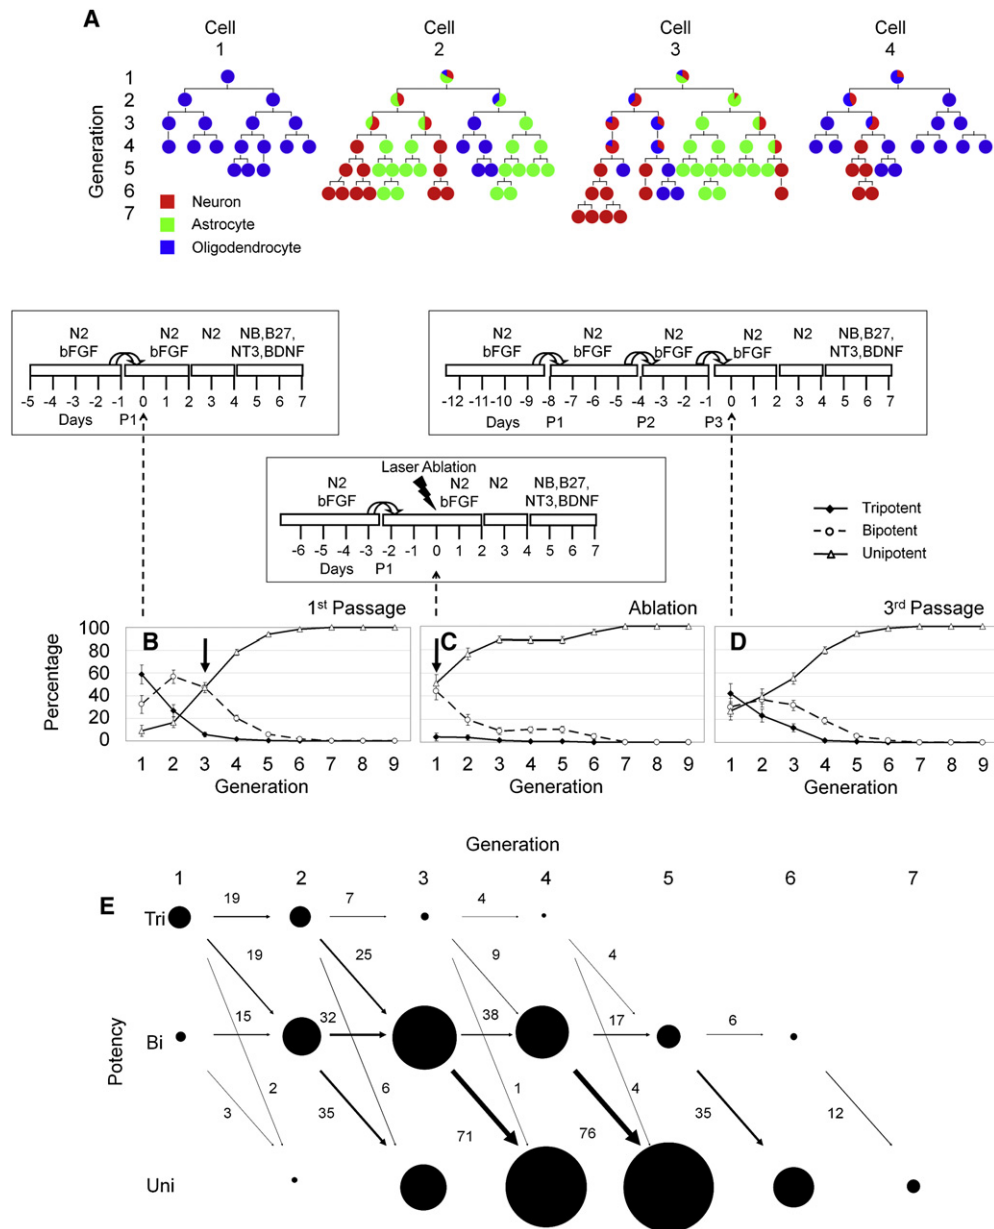 A
Cell
1
Cell
2
Cell
3
Cell
4
Generation
1
2
3
4
5
6
7
Neuron
Astrocyte
Oligodendrocyte
N2
bFGF
N2
bFGF
N2
NB,B27,
NT3,BDNF
-5 -4 -3 -2 -1 0 1 2 3 4 5 6 7
Days P1
N2
bFGF
N2
bFGF
N2
bFGF
N2
bFGF
N2
NB,B27,
NT3,BDNF
-12 -11 -10 -9 -8 -7 -6 -5 -4 -3 -2 -1 0 1 2 3 4 5 6 7
Days P1 P2 P3
Laser Ablation
N2
bFGF
N2
bFGF
N2
NB,B27,
NT3,BDNF
-6 -5 -4 -3 -2 -1 0 1 2 3 4 5 6 7
Days P1
Tripotent
Bipotent
Unipotent
1st Passage
Ablation
3rd Passage
B
C
D
Percentage
100
80
60
40
20
0
1 2 3 4 5 6 7 8 9
Generation
1 2 3 4 5 6 7 8 9
Generation
1 2 3 4 5 6 7 8 9
Generation
Generation
1 2 3 4 5 6 7
E
Potency
Tri
19 7 4
19 25 9 4
Bi
15 32 38 17 6
3 2 35 6 71 1 76 4 35 12
Uni